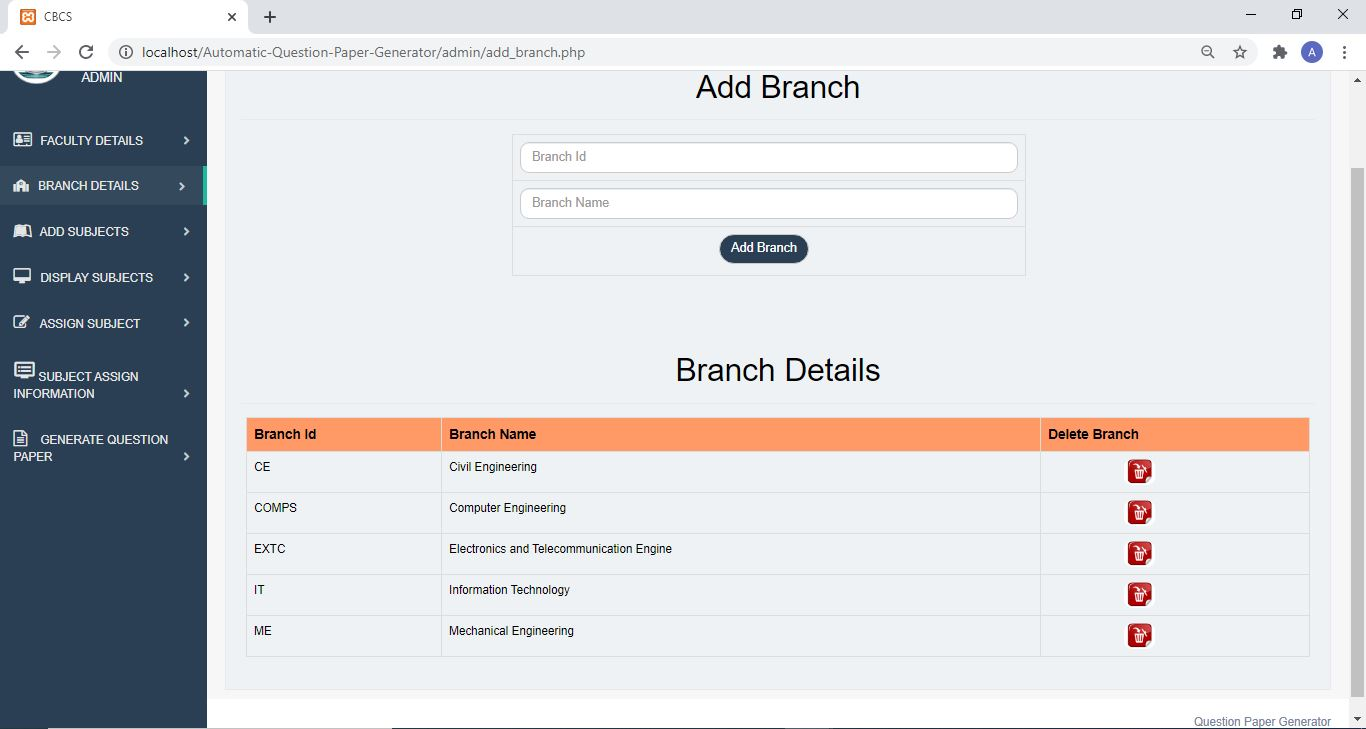 CBCS
localhost/Automatic-Question-Paper-Generator/admin/add_branch.php
A
ADMIN
FACULTY DETAILS
BRANCH DETAILS
ADD SUBJECTS
DISPLAY SUBJECTS
ASSIGN SUBJECT
SUBJECT ASSIGN
INFORMATION
GENERATE QUESTION
PAPER
Add Branch
Branch Id
Branch Name
Add Branch
Branch Details
Branch Id Branch Name Delete Branch
CE Civil Engineering
COMPS Computer Engineering
EXTC Electronics and Telecommunication Engine
IT Information Technology
ME Mechanical Engineering
Question Paper Generator